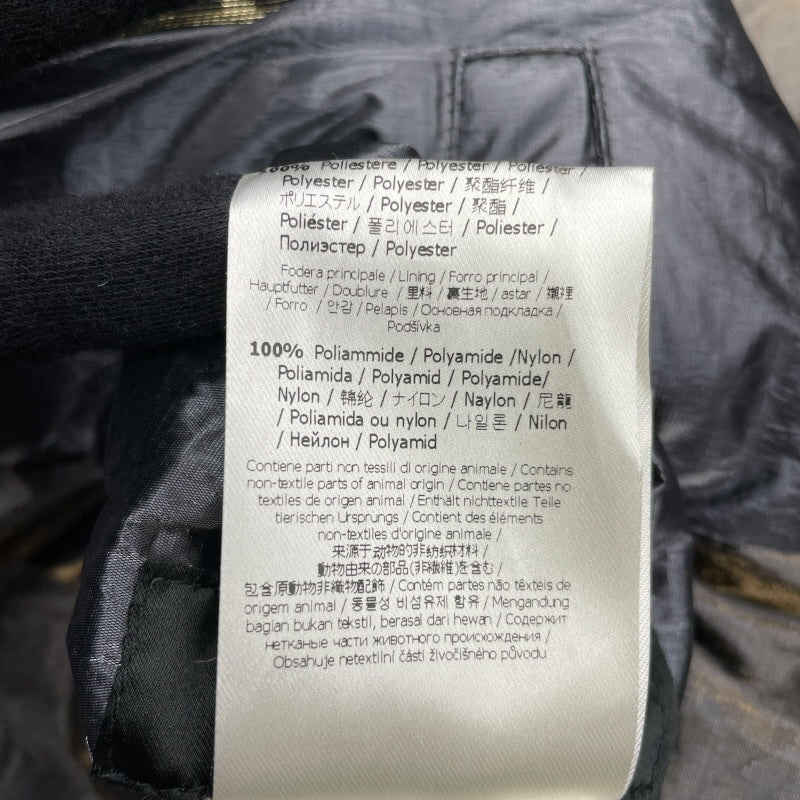 100% Poliestere / Polyester / Poliéster /
Polyester / Polyester / 聚酯纤维 /
ポリエステル / Polyester / 聚酯 /
Poliéster / 폴리에스터 / Poliester /
Полиэстер / Polyester
Fodera principale / Lining / Forro principal /
Hauptfutter / Doublure / 里料 / 裏生地 / astar / 襯裡
/ Forro / 안감 / Pelapis / Основная подкладка /
Podšívka
100% Poliammide / Polyamide /Nylon /
Poliamida / Polyamid / Polyamide/
Nylon / 锦纶 / ナイロン / Naylon / 尼龍
/ Poliamida ou nylon / 나일론 / Nilon
/ Нейлон / Polyamid
Contiene parti non tessili di origine animale / Contains
non-textile parts of animal origin / Contiene partes no
textiles de origen animal / Enthält nichttextile Teile
tierischen Ursprungs / Contient des éléments
non-textiles d'origine animale /
来源于动物的非纺织材料 /
動物由来の部品(非繊維)を含む /
包含原動物非織物配飾 / Contém partes não têxteis de
origem animal / 동물성 비섬유제 함유 / Mengandung
bagian bukan tekstil, berasal dari hewan / Содержит
нетканые части животного происхождения /
Obsahuje netextilní části živočišného původu